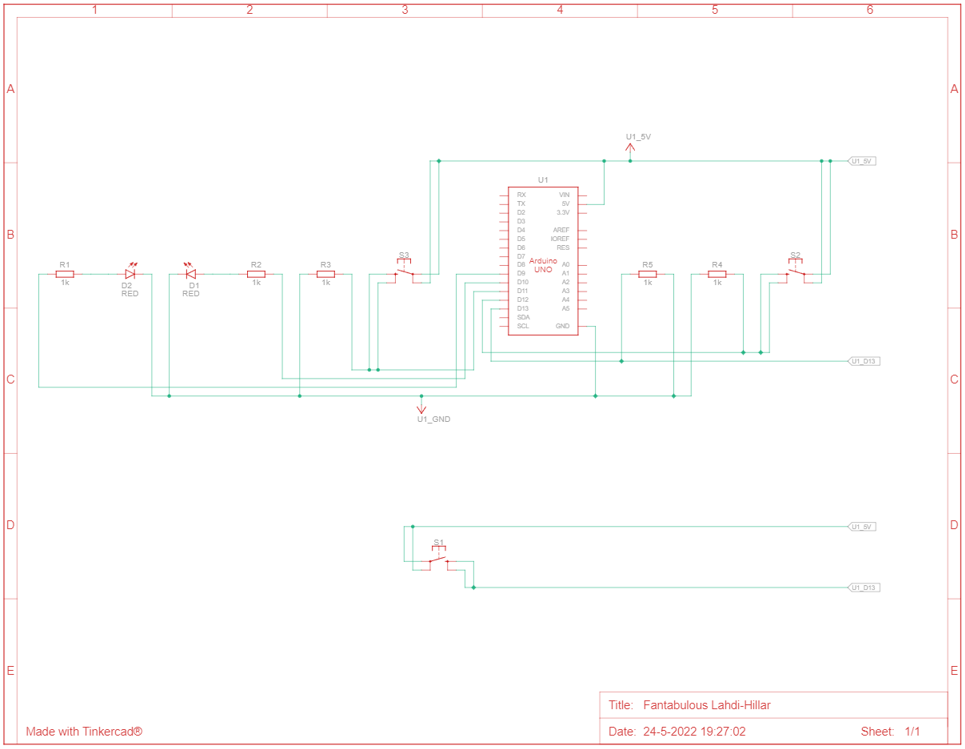 1 2 3 4 5 6
A A
U1_5V
U1_5V
U1
RX VIN
TX 5V
D2 3.3V
D3
D4 AREF
B D5 IOREF B
D6 RES
D7
S3 S2
R1 R2 R3 D8 A0 R5 R4
Arduino
UNO
D9 A1
1k 1k 1k D10 A2 1k 1k
D2 D1
RED RED
D11 A3
D12 A4
D13 A5
SDA
SCL GND
U1_D13
C C
U1_GND
D U1_5V D
S1
U1_D13
E E
Title: Fantabulous Lahdi-Hillar
Made with Tinkercad® Date: 24-5-2022 19:27:02 Sheet: 1/1